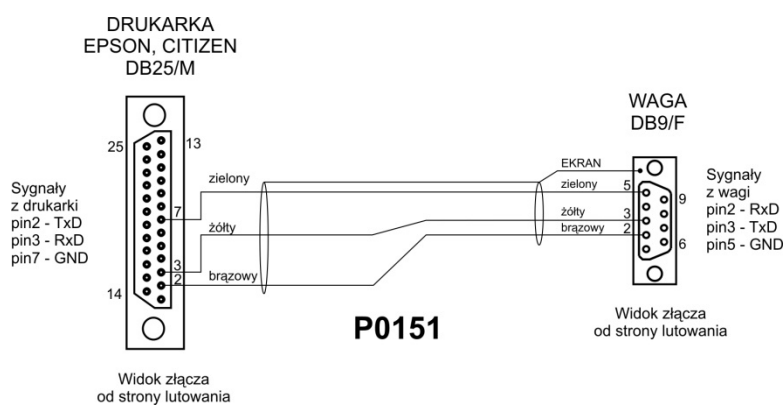 DRUKARKA
EPSON, CITIZEN
DB25/M
25
13
Sygnały
z drukarki
pin2 - TxD
pin3 - RxD
pin7 - GND
14
7
3
2
zielony
żółty
brązowy
Widok złącza
od strony lutowania
P0151
WAGA
DB9/F
EKRAN
zielony
żółty
brązowy
5
3
2
9
6
Sygnały
z wagi
pin2 - RxD
pin3 - TxD
pin5 - GND
Widok złącza
od strony lutowania